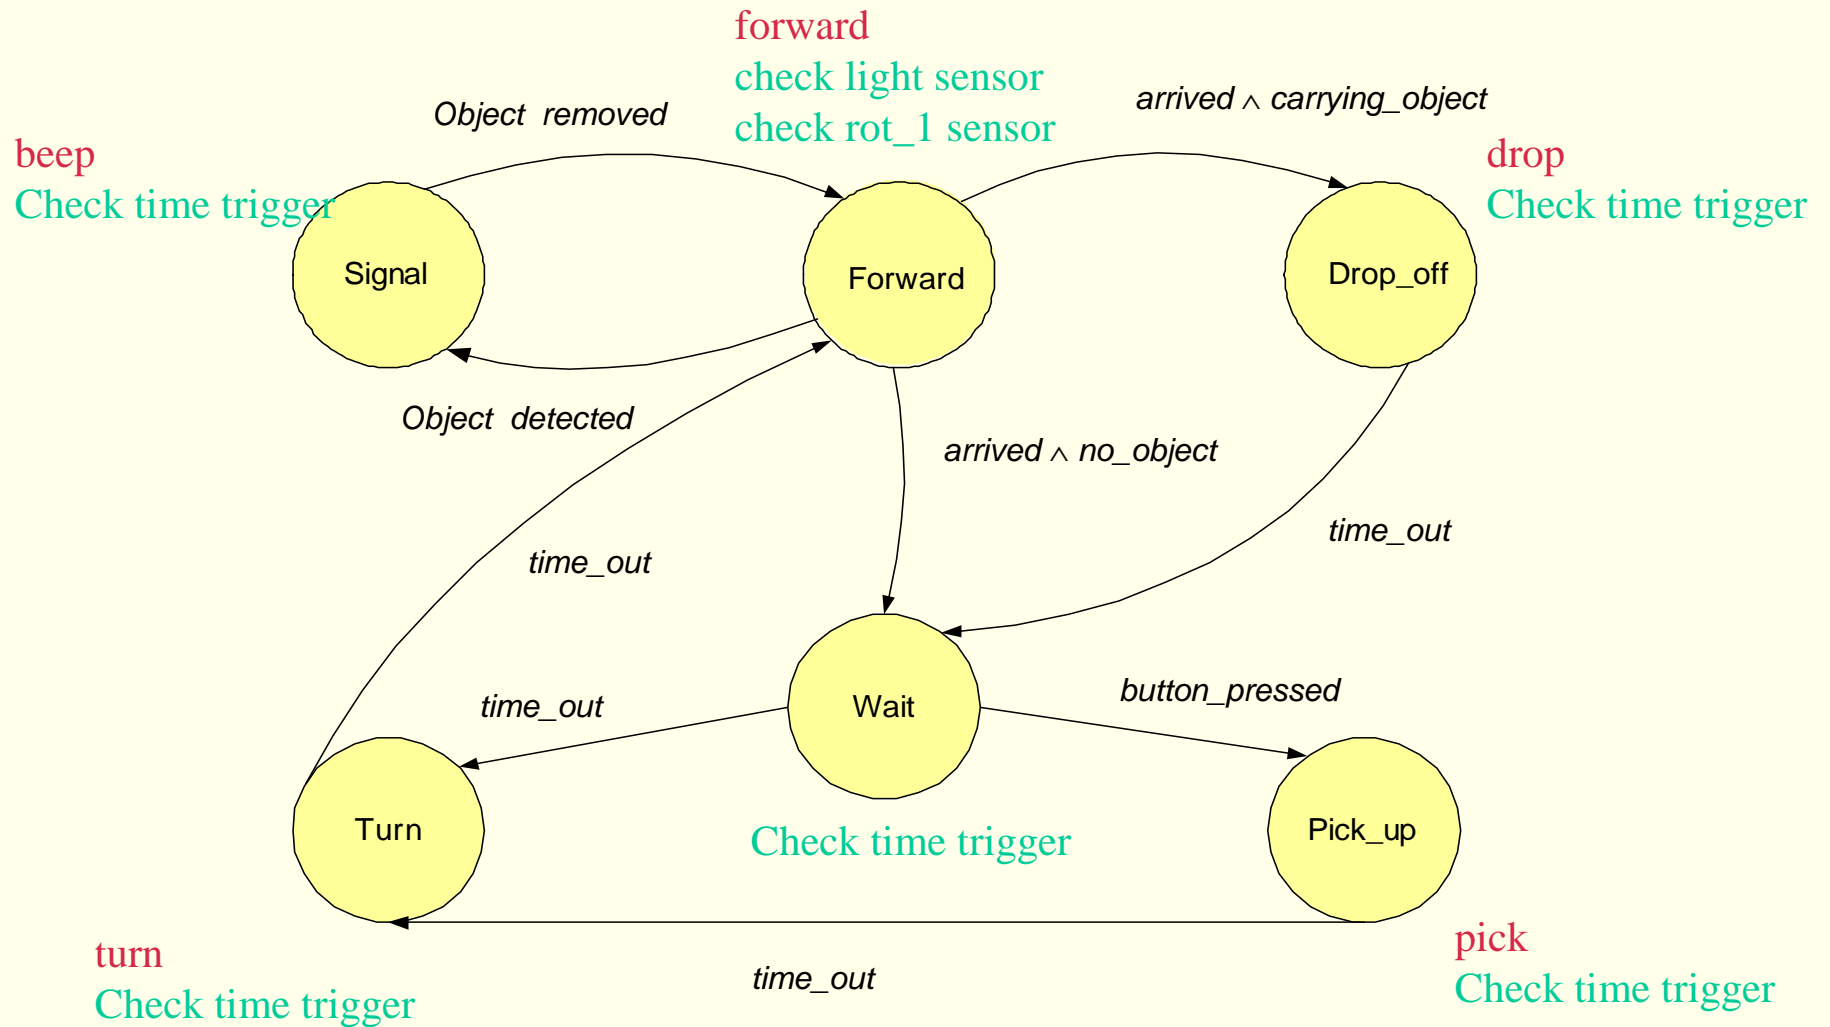 forward
check light sensor
check rot_1 sensor
Object removed
arrived ∧ carrying_object
beep
Check time trigger
drop
Check time trigger
Signal
Forward
Drop_off
Object detected
arrived ∧ no_object
time_out
time_out
time_out
Wait
button_pressed
Turn
Check time trigger
Pick_up
turn
Check time trigger
time_out
pick
Check time trigger